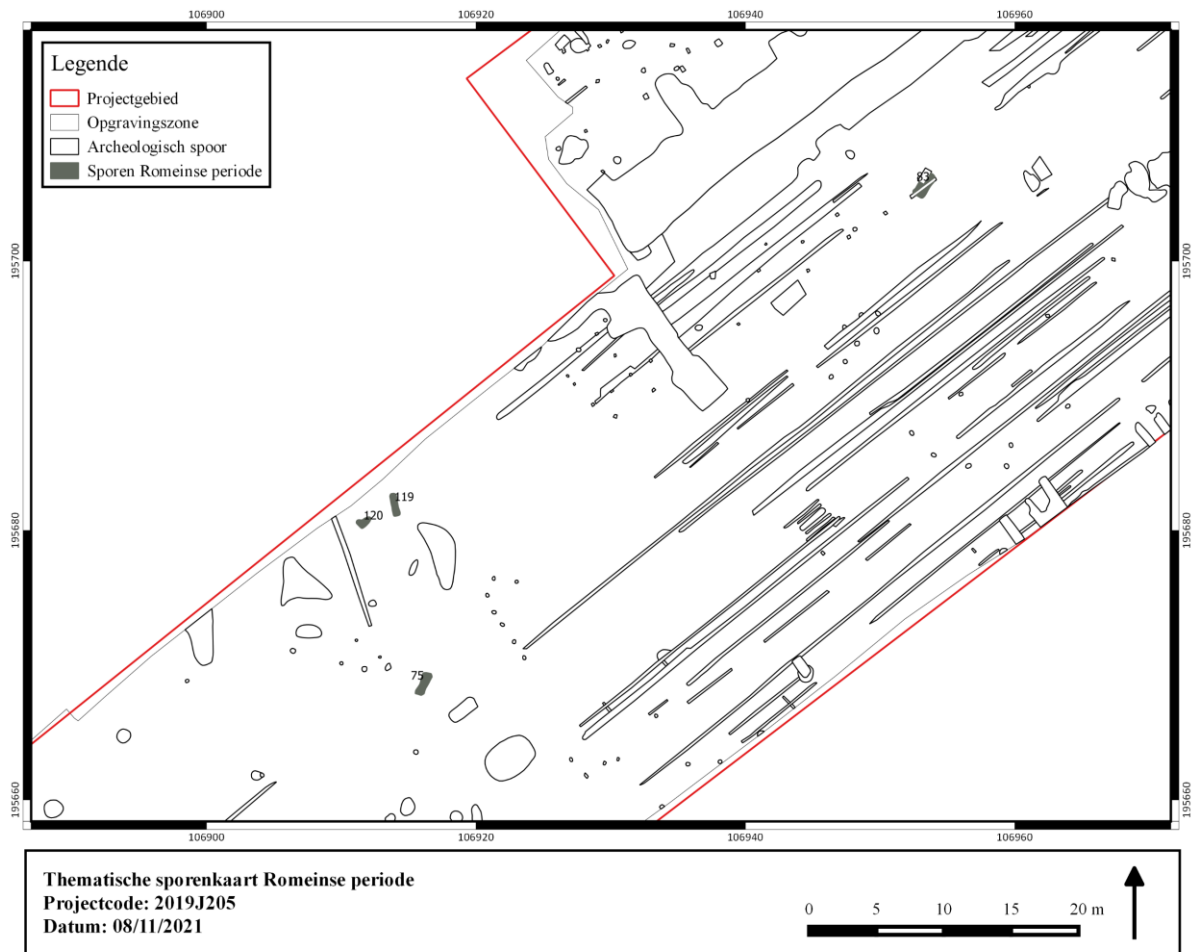 106900 106920 106940 106960
Legende
Projectgebied
Opgravingszone
Archeologisch spoor
Sporen Romeinse periode
83
195700 195700
119
120
195680 195680
75
195660 195660
106900 106920 106940 106960
Thematische sporenkaart Romeinse periode
Projectcode: 2019J205
Datum: 08/11/2021
0 5 10 15 20 m